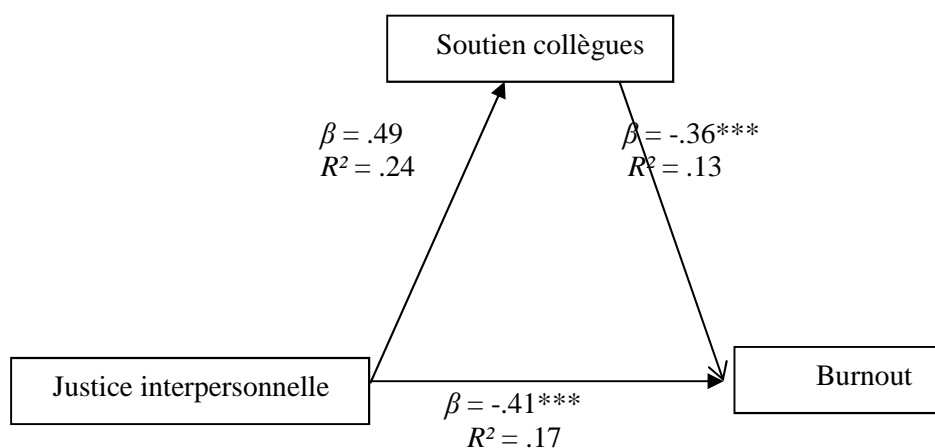 Soutien collègues
β = .49
R² = .24
β = -.36***
R² = .13
Justice interpersonnelle
Burnout
β = -.41***
R² = .17